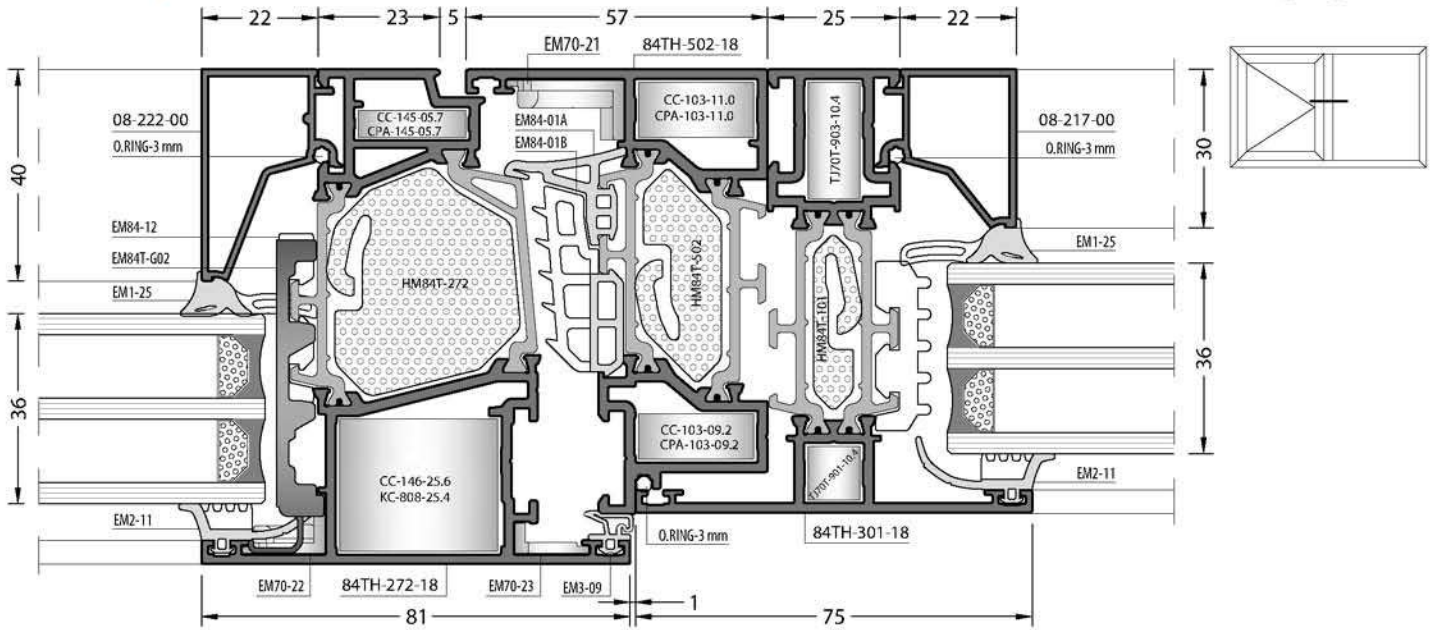 22
23
5
57
25
22
EM70-21
84TH-502-18
08-222-00
O.RING-3 mm
CC-145-05.7
CPA-145-05.7
EM84-01A
EM84-01B
CC-103-11.0
CPA-103-11.0
TJ70T-903-10.4
08-217-00
O.RING-3 mm
40
30
EM84-12
EM84T-G02
EM1-25
HM84T-272
HM84T-502
HM84T-101
EM1-25
36
36
CC-146-25.6
KC-808-25.4
CC-103-09.2
CPA-103-09.2
TJ70T-901-10.4
EM2-11
EM2-11
O.RING-3 mm
84TH-301-18
EM70-22
84TH-272-18
EM70-23
EM3-09
81
1
75